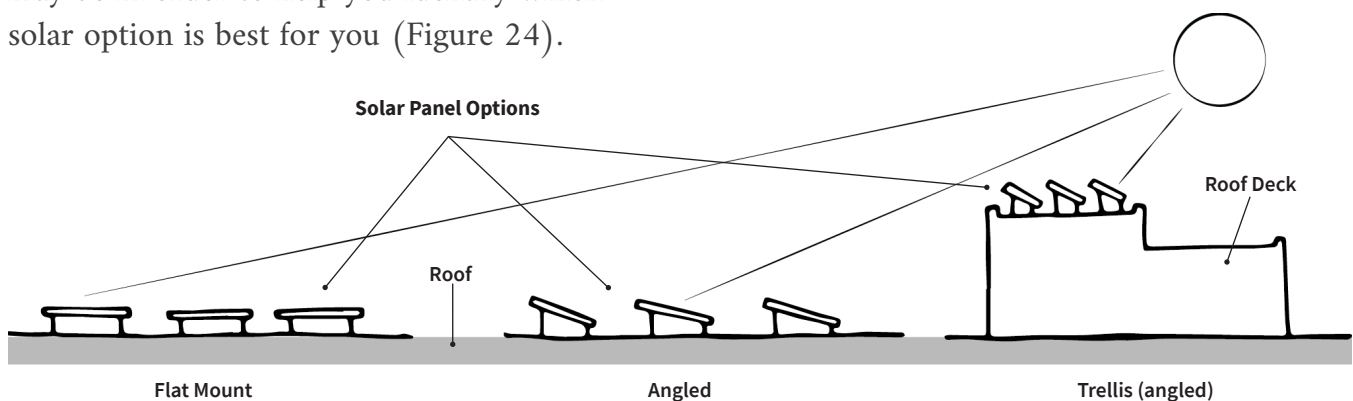 solar option is best for you (Figure 24).
Solar Panel Options
Roof Deck
Roof
Flat Mount
Angled
Trellis (angled)